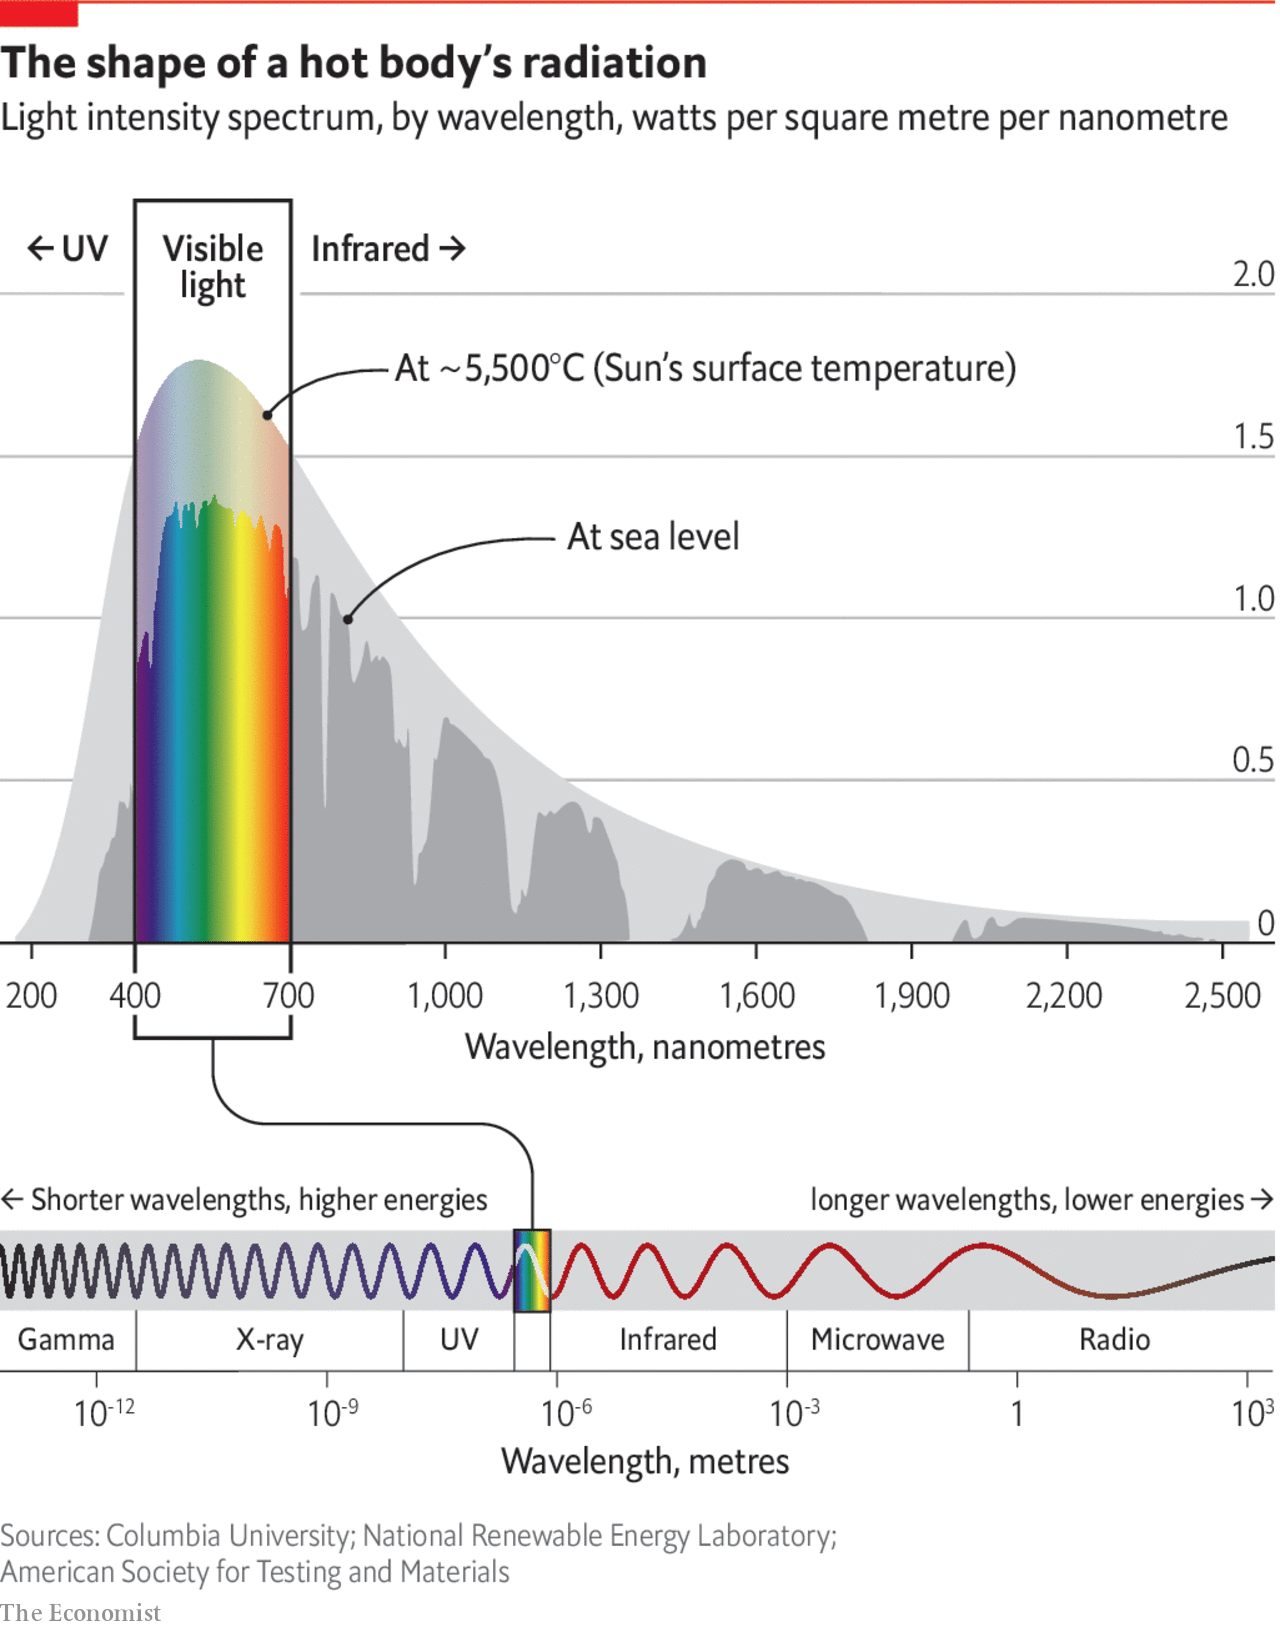 The shape of a hot body's radiation
Light intensity spectrum, by wavelength, watts per square metre per nanometre
← UV
Visible
light
Infrared →
2.0
At ~5,500°C (Sun's surface temperature)
1.5
At sea level
1.0
0.5
0
200 400 700 1,000 1,300 1,600 1,900 2,200 2,500
Wavelength, nanometres
← Shorter wavelengths, higher energies
longer wavelengths, lower energies →
Gamma X-ray UV Infrared Microwave Radio
10⁻¹² 10⁻⁹ 10⁻⁶ 10⁻³ 1 10³
Wavelength, metres
Sources: Columbia University; National Renewable Energy Laboratory;
American Society for Testing and Materials
The Economist